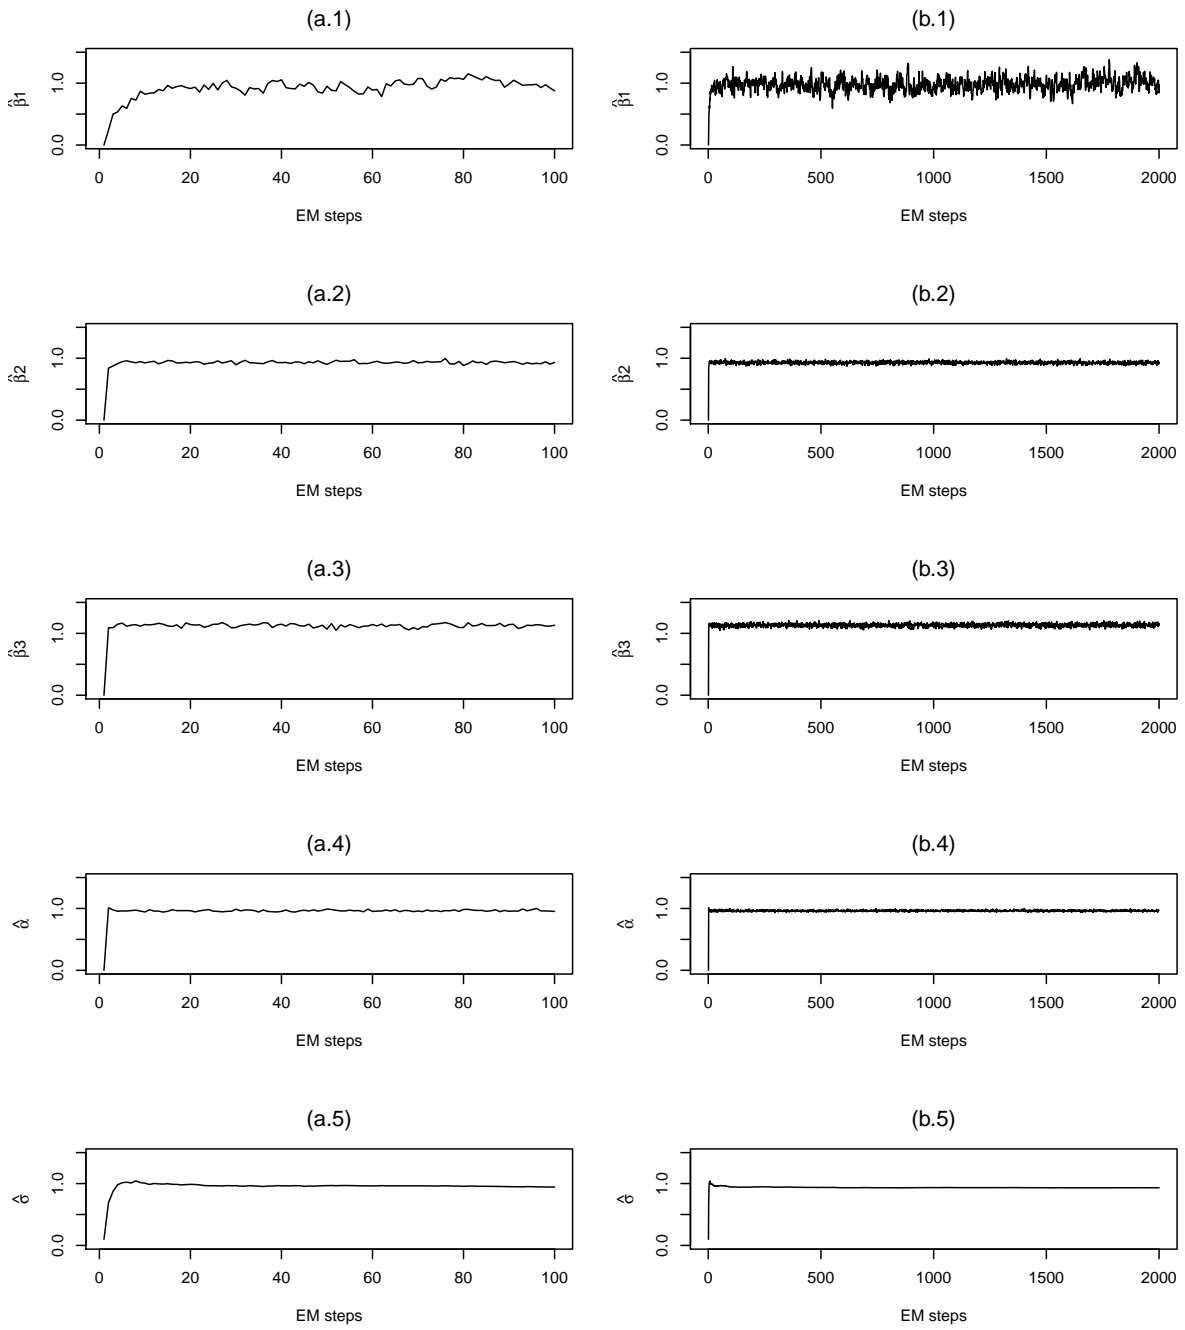 (a.1) (b.1)
β̂1 0.0 1.0 β̂1 0.0 1.0
0 20 40 60 80 100 0 500 1000 1500 2000
EM steps EM steps
(a.2) (b.2)
β̂2 0.0 1.0 β̂2 0.0 1.0
0 20 40 60 80 100 0 500 1000 1500 2000
EM steps EM steps
(a.3) (b.3)
β̂3 0.0 1.0 β̂3 0.0 1.0
0 20 40 60 80 100 0 500 1000 1500 2000
EM steps EM steps
(a.4) (b.4)
α̂ 0.0 1.0 α̂ 0.0 1.0
0 20 40 60 80 100 0 500 1000 1500 2000
EM steps EM steps
(a.5) (b.5)
σ̂ 0.0 1.0 σ̂ 0.0 1.0
0 20 40 60 80 100 0 500 1000 1500 2000
EM steps EM steps